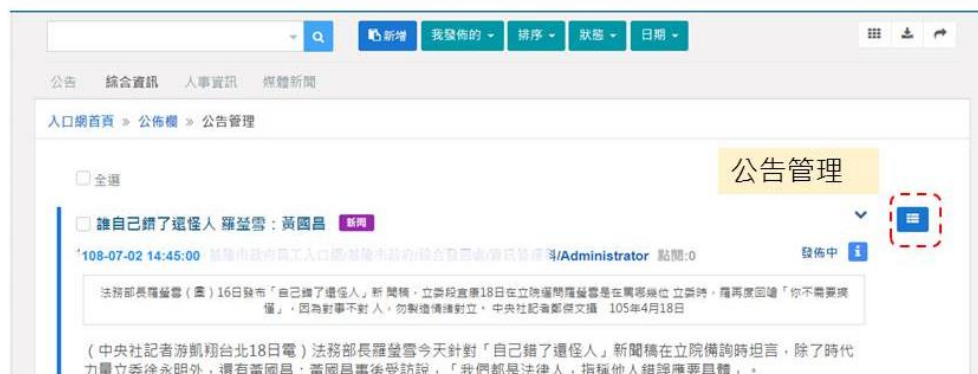 新增 我發佈的 排序 狀態 日期
公告 綜合資訊 人事資訊 媒體新聞
入口網首頁 » 公佈欄 » 公告管理
公告管理
全選
誰自己錯了還怪人 羅瑩雪：黃國昌 新聞
108-07-02 14:45:00 /Administrator 點閱:0 發佈中
法務部長羅瑩雪（圖）16日發布「自己錯了還怪人」新 聞稿，立委段宜康18日在立院邀問羅瑩雪是在罵哪幾位 立委時，羅再度回嗆「你不需要搞
懂」，因為對事不對 人，勿製造情緒對立。 中央社記者鄭傑文攝 105年4月18日
（中央社記者游凱翔台北18日電）法務部長羅瑩雪今天針對「自己錯了還怪人」新聞稿在立院備詢時坦言，除了時代
力量立委徐永明外，還有黃國昌；黃國昌事後受訪說，「我們都是法律人，指稱他人錯誤應要具體」。